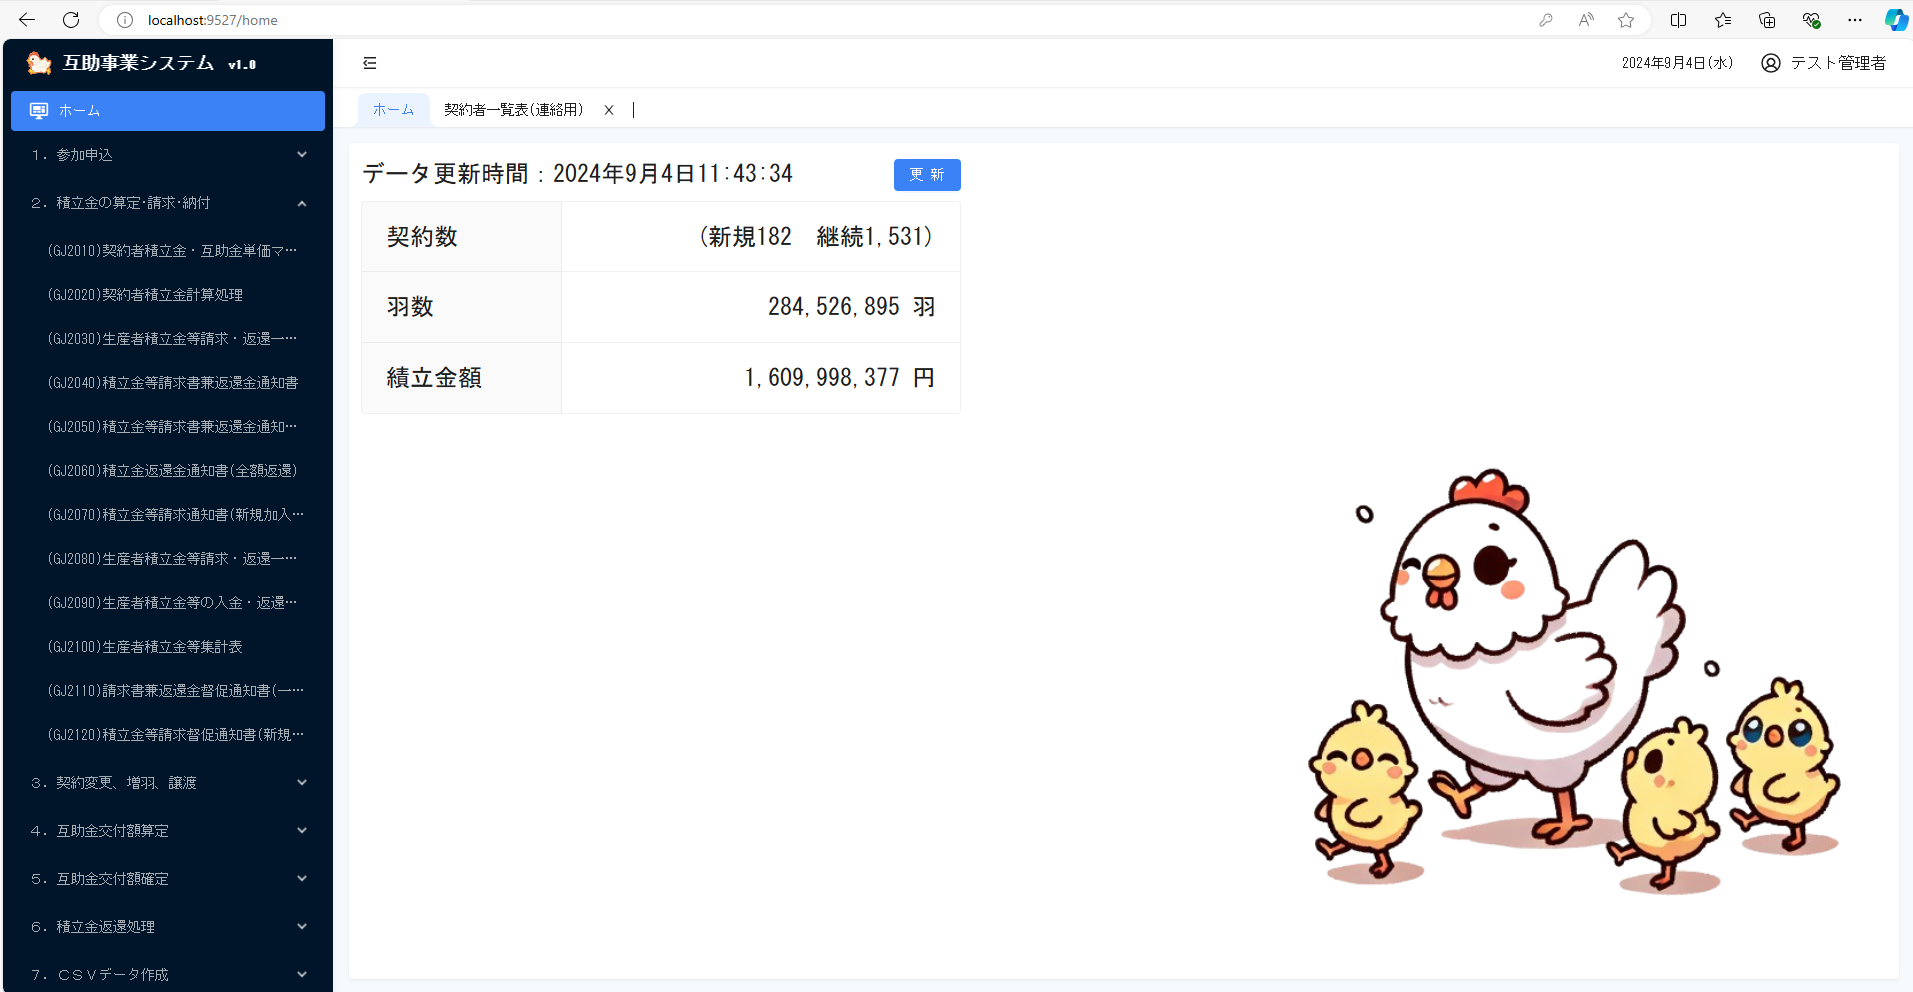 localhost:9527/home
互助事業システム v1.0
2024年9月4日(水)
テスト管理者
ホーム
ホーム
契約者一覧表(連絡用)
1. 参加申込
2. 積立金の算定･請求･納付
(GJ2010)契約者積立金・互助金単価マ…
(GJ2020)契約者積立金計算処理
(GJ2030)生産者積立金等請求・返還一…
(GJ2040)積立金等請求書兼返還金通知書
(GJ2050)積立金等請求書兼返還金通知…
(GJ2060)積立金返還金通知書(全額返還)
(GJ2070)積立金等請求通知書(新規加入…
(GJ2080)生産者積立金等請求・返還一…
(GJ2090)生産者積立金等の入金・返還…
(GJ2100)生産者積立金等集計表
(GJ2110)請求書兼返還金督促通知書(一…
(GJ2120)積立金等請求督促通知書(新規…
3. 契約変更、増羽、譲渡
4. 互助金交付額算定
5. 互助金交付額確定
6. 積立金返還処理
7. CSVデータ作成
データ更新時間：2024年9月4日11:43:34
更 新
契約数
(新規182　継続1,531)
羽数
284,526,895 羽
積立金額
1,609,998,377 円